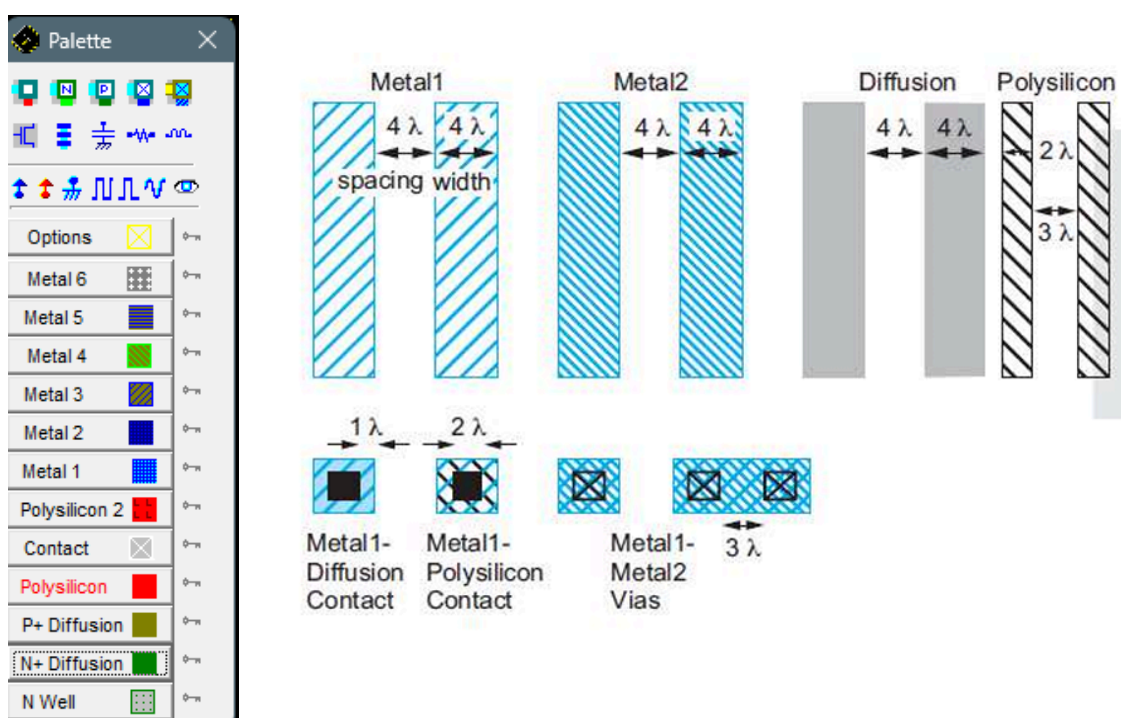 Palette
N
P
Options
Metal 6
Metal 5
Metal 4
Metal 3
Metal 2
Metal 1
Polysilicon 2
Contact
Polysilicon
P+ Diffusion
N+ Diffusion
N Well
Metal1
Metal2
Diffusion
Polysilicon
4 λ
4 λ
4 λ
4 λ
4 λ
4 λ
2 λ
spacing width
3 λ
1 λ
2 λ
Metal1-
Diffusion
Contact
Metal1-
Polysilicon
Contact
Metal1-
Metal2
Vias
3 λ